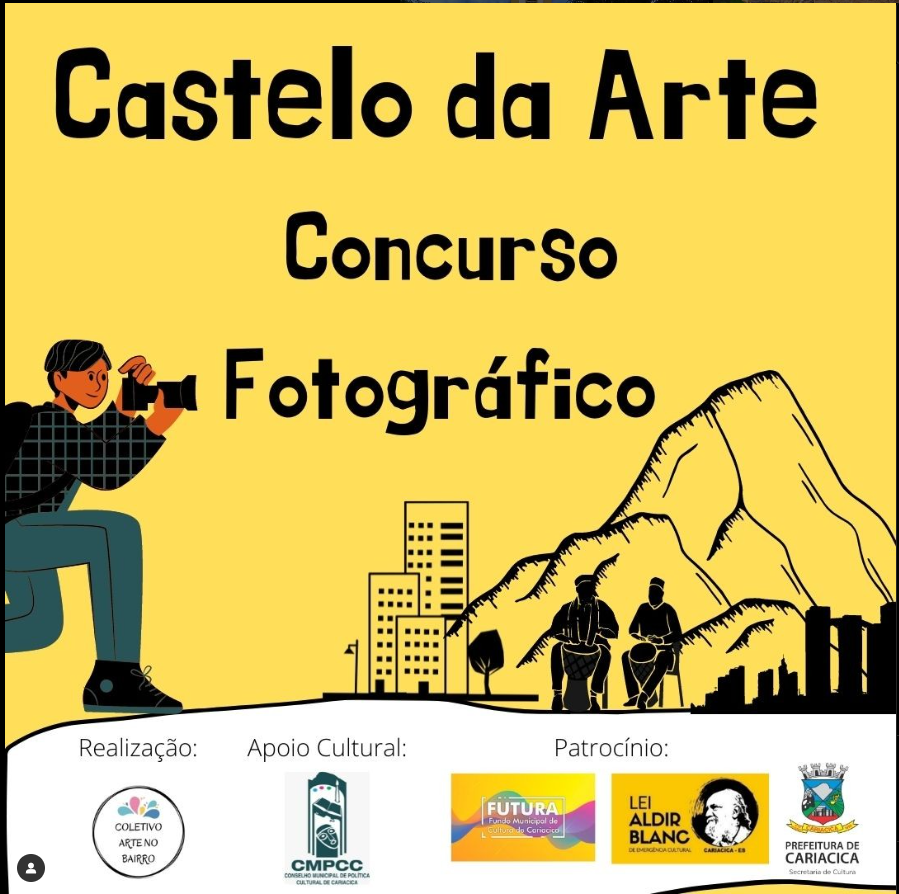 Castelo da Arte
Concurso
Fotográfico
Realização:
Apoio Cultural:
Patrocínio:
COLETIVO
ARTE NO
BAIRRO
CMPCC
CONSELHO MUNICIPAL DE POLÍTICA
CULTURAL DE CARIACICA
FUTURA
Fundo Municipal de
Cultura de Cariacica
LEI
ALDIR
BLANC
DE EMERGÊNCIA CULTURAL
CARIACICA - ES
CARIACICA
PREFEITURA DE
CARIACICA
Secretaria de Cultura